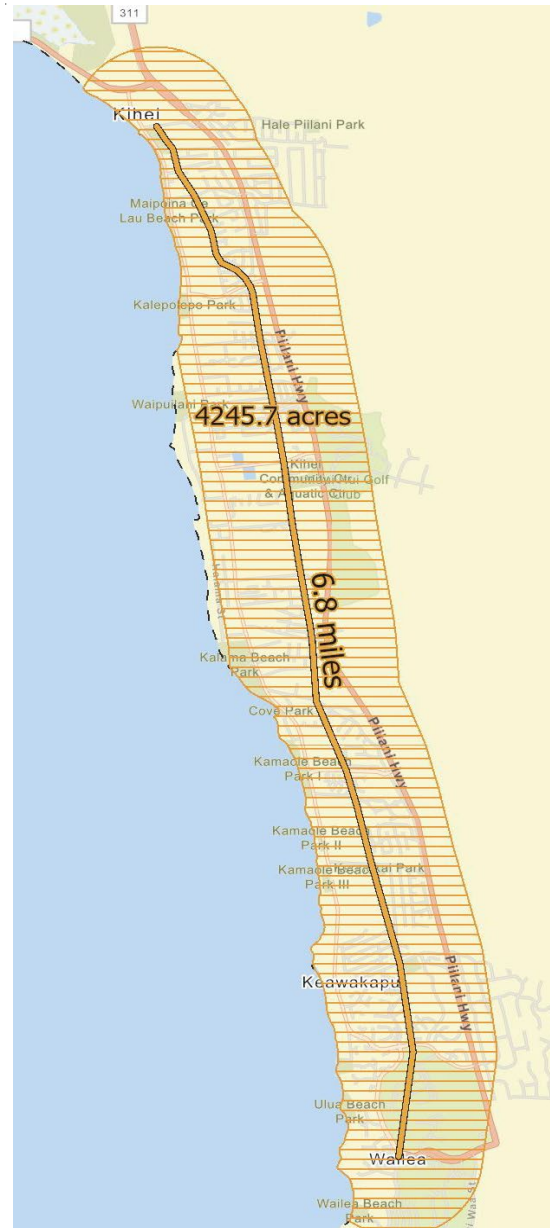 311
Kihei
Hale Piilani Park
Maipoina Oe
Lau Beach Park
Kalepolepo Park
Piilani Hwy
Waipuilani Park
4245.7 acres
Kihei
& Aquatic
Golf
Club
6.8 miles
Kalama Beach
Park
Cove Park
Piilani Hwy
Kamaole Beach
Park I
Kamaole Beach
Park II
Kamaole Beach
Park III
Park
Keawakapu
Piilani Hwy
Ulua Beach
Park
Wailea
Wailea Beach
Park